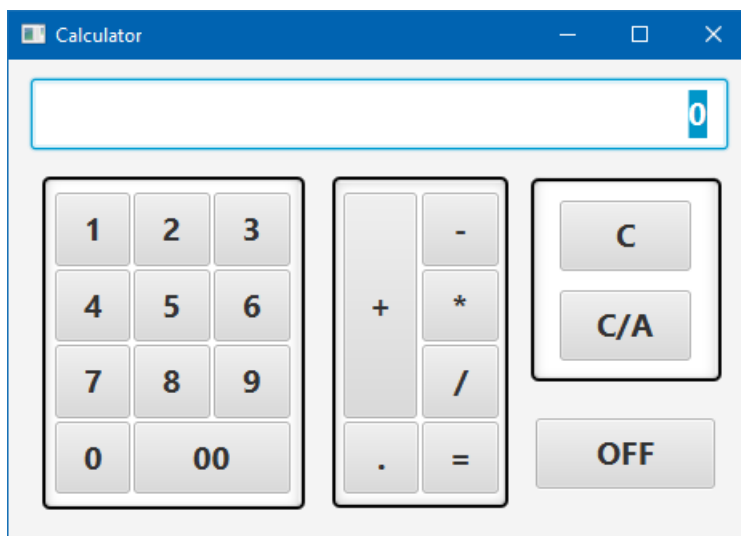 Calculator
0
1 2 3 + - C
4 5 6 * C/A
7 8 9 /
0 00 . = OFF